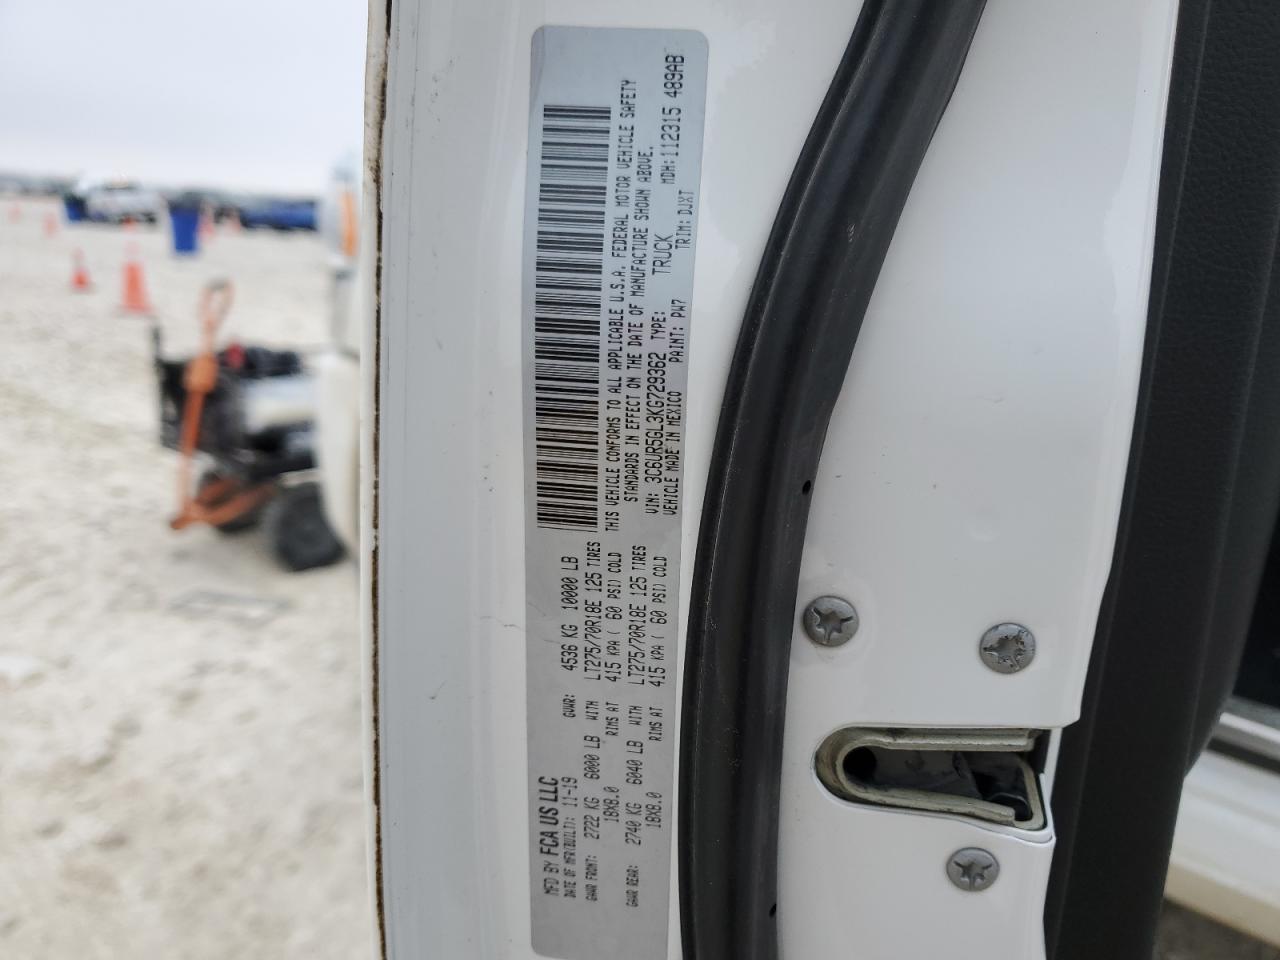 MFD BY FCA US LLC
DATE OF MFR(BUILT): 11-19 GVWR: 4536 KG 10000 LB
GAWR FRONT: 2722 KG 6000 LB WITH LT275/70R18E 125 TIRES
18X8.0 RIMS AT 415 KPA( 60 PSI) COLD
GAWR REAR: 2740 KG 6040 LB WITH LT275/70R18E 125 TIRES
18X8.0 RIMS AT 415 KPA( 60 PSI) COLD
THIS VEHICLE CONFORMS TO ALL APPLICABLE U.S.A. FEDERAL MOTOR VEHICLE SAFETY
STANDARDS IN EFFECT ON THE DATE OF MANUFACTURE SHOWN ABOVE.
VIN: 3C6UR5GL3KG729362 TYPE: TRUCK MDH: 112315 489AB
VEHICLE MADE IN MEXICO PAINT: PW7 TRIM: DJXT